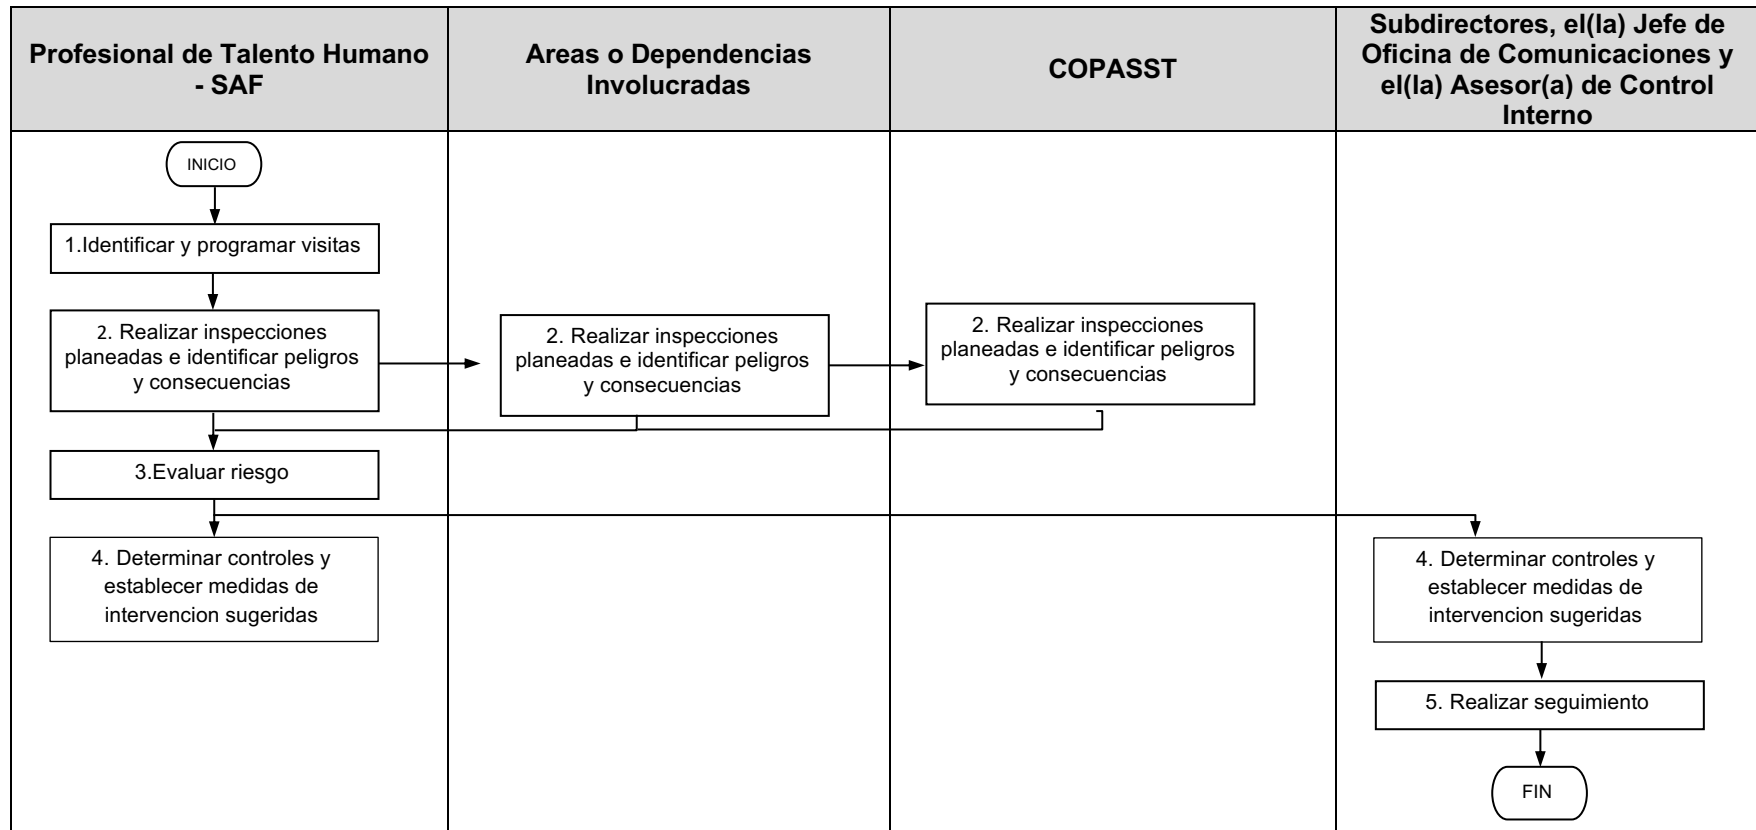 Profesional de Talento Humano
- SAF
Areas o Dependencias
Involucradas
COPASST
Subdirectores, el(la) Jefe de
Oficina de Comunicaciones y
el(la) Asesor(a) de Control
Interno
INICIO
1.Identificar y programar visitas
2. Realizar inspecciones
planeadas e identificar peligros
y consecuencias
2. Realizar inspecciones
planeadas e identificar peligros
y consecuencias
2. Realizar inspecciones
planeadas e identificar peligros
y consecuencias
3.Evaluar riesgo
4. Determinar controles y
establecer medidas de
intervencion sugeridas
4. Determinar controles y
establecer medidas de
intervencion sugeridas
5. Realizar seguimiento
FIN